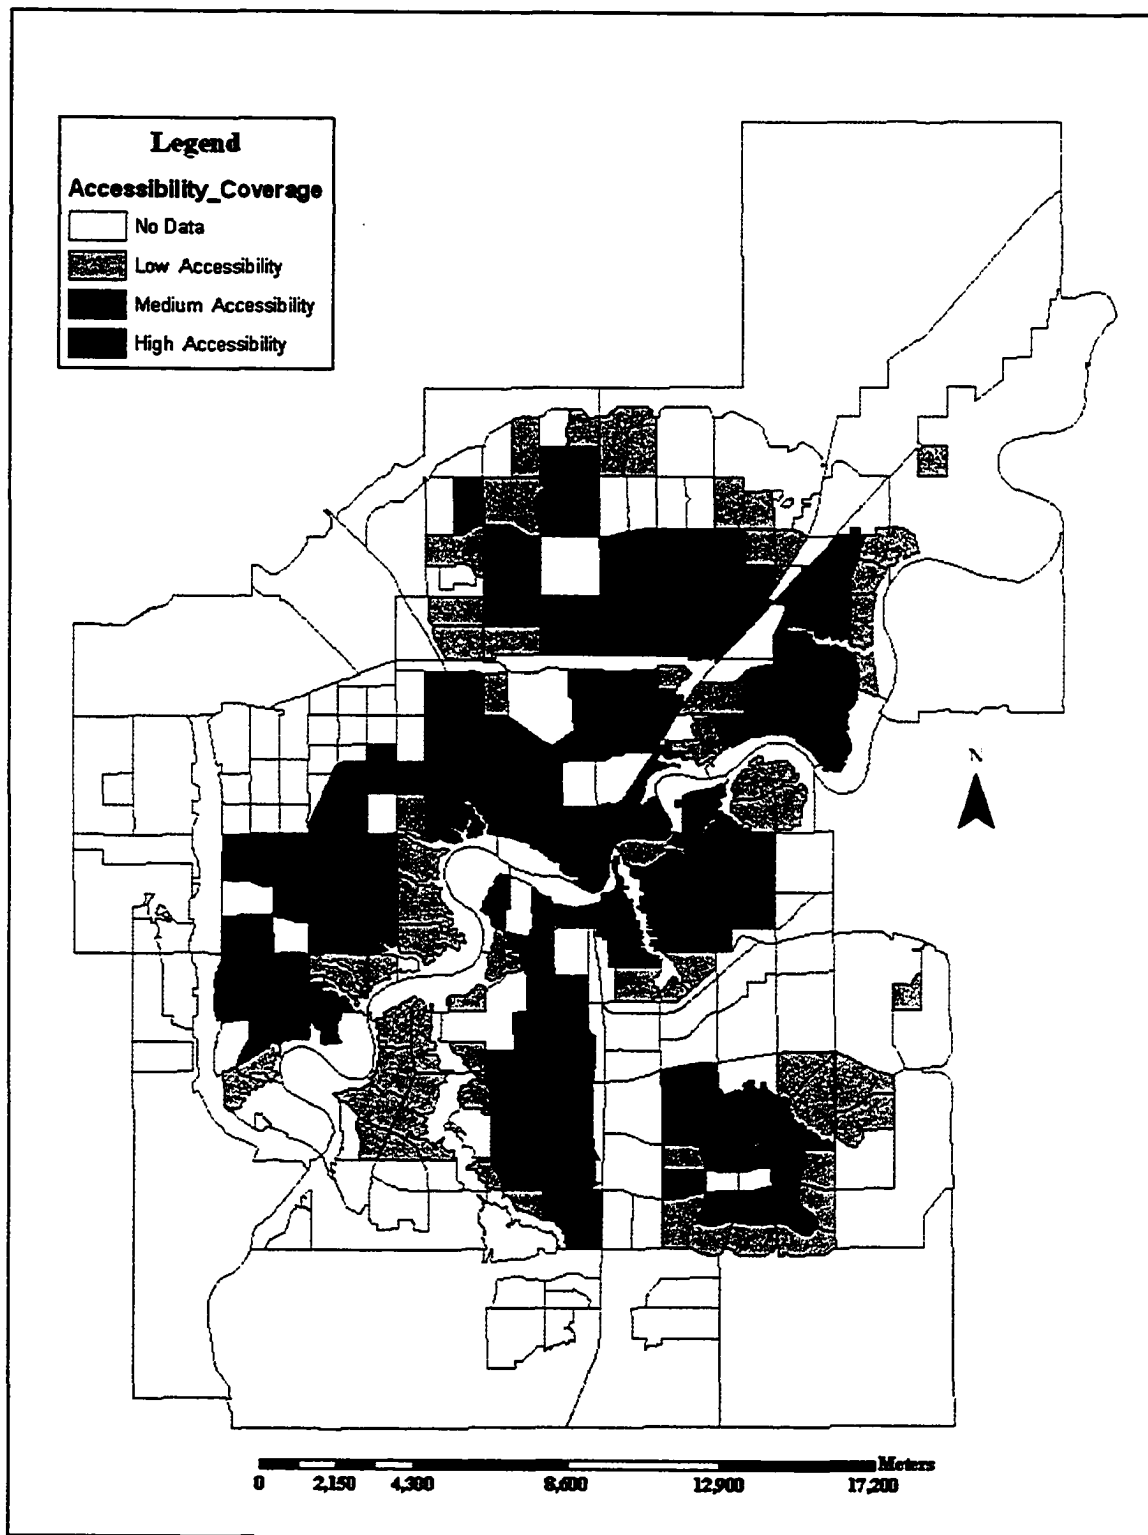 Legend
Accessibility_Coverage
No Data
Low Accessibility
Medium Accessibility
High Accessibility
N
Meters
0 2,150 4,300 8,600 12,900 17,200